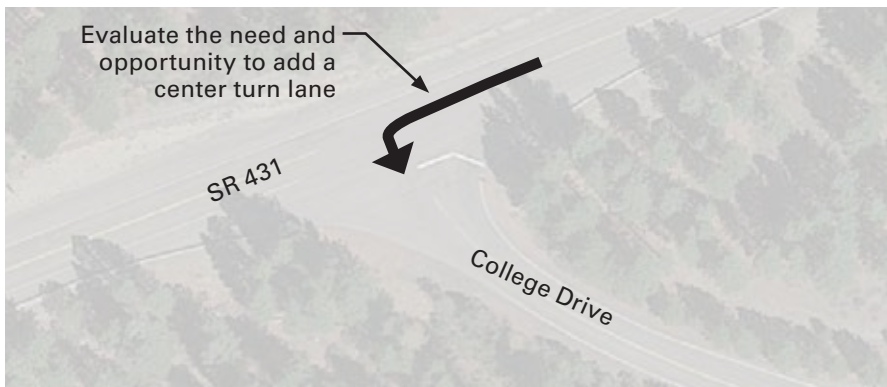 Evaluate the need and
opportunity to add a
center turn lane
SR 431
College Drive